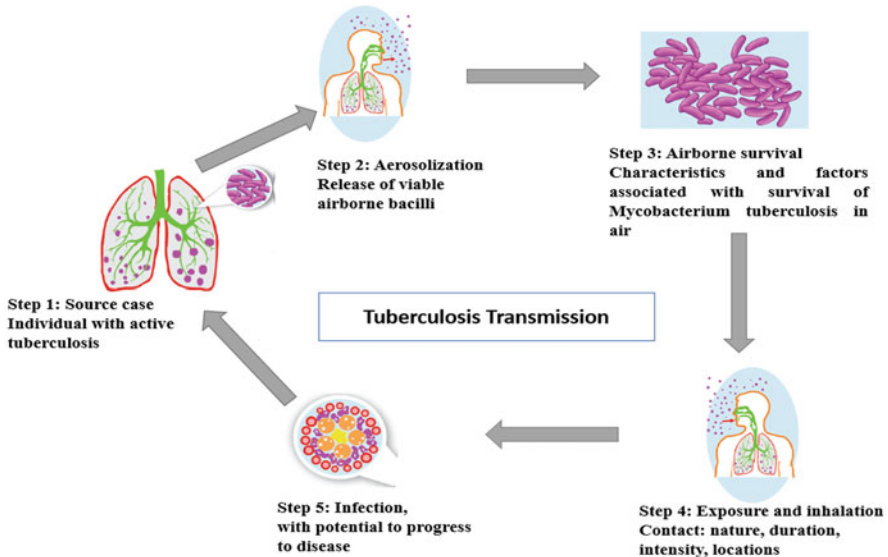 Step 1: Source case
Individual with active
tuberculosis
Step 2: Aerosolization
Release of viable
airborne bacilli
Step 3: Airborne survival
Characteristics and factors
associated with survival of
Mycobacterium tuberculosis in
air
Tuberculosis Transmission
Step 4: Exposure and inhalation
Contact: nature, duration,
intensity, locations
Step 5: Infection,
with potential to progress
to disease